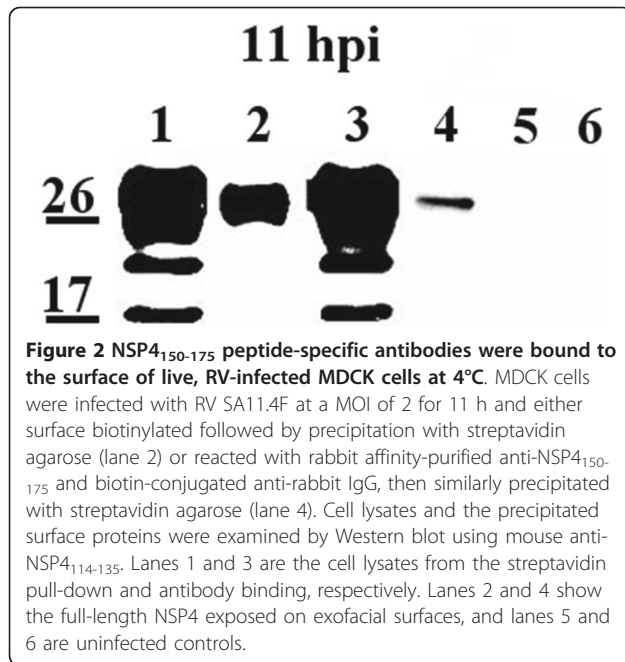 11 hpi
1 2 3 4 5 6
26
17
Figure 2 NSP4150-175 peptide-specific antibodies were bound to
the surface of live, RV-infected MDCK cells at 4°C. MDCK cells
were infected with RV SA11.4F at a MOI of 2 for 11 h and either
surface biotinylated followed by precipitation with streptavidin
agarose (lane 2) or reacted with rabbit affinity-purified anti-NSP4150-
175 and biotin-conjugated anti-rabbit IgG, then similarly precipitated
with streptavidin agarose (lane 4). Cell lysates and the precipitated
surface proteins were examined by Western blot using mouse anti-
NSP4114-135. Lanes 1 and 3 are the cell lysates from the streptavidin
pull-down and antibody binding, respectively. Lanes 2 and 4 show
the full-length NSP4 exposed on exofacial surfaces, and lanes 5 and
6 are uninfected controls.